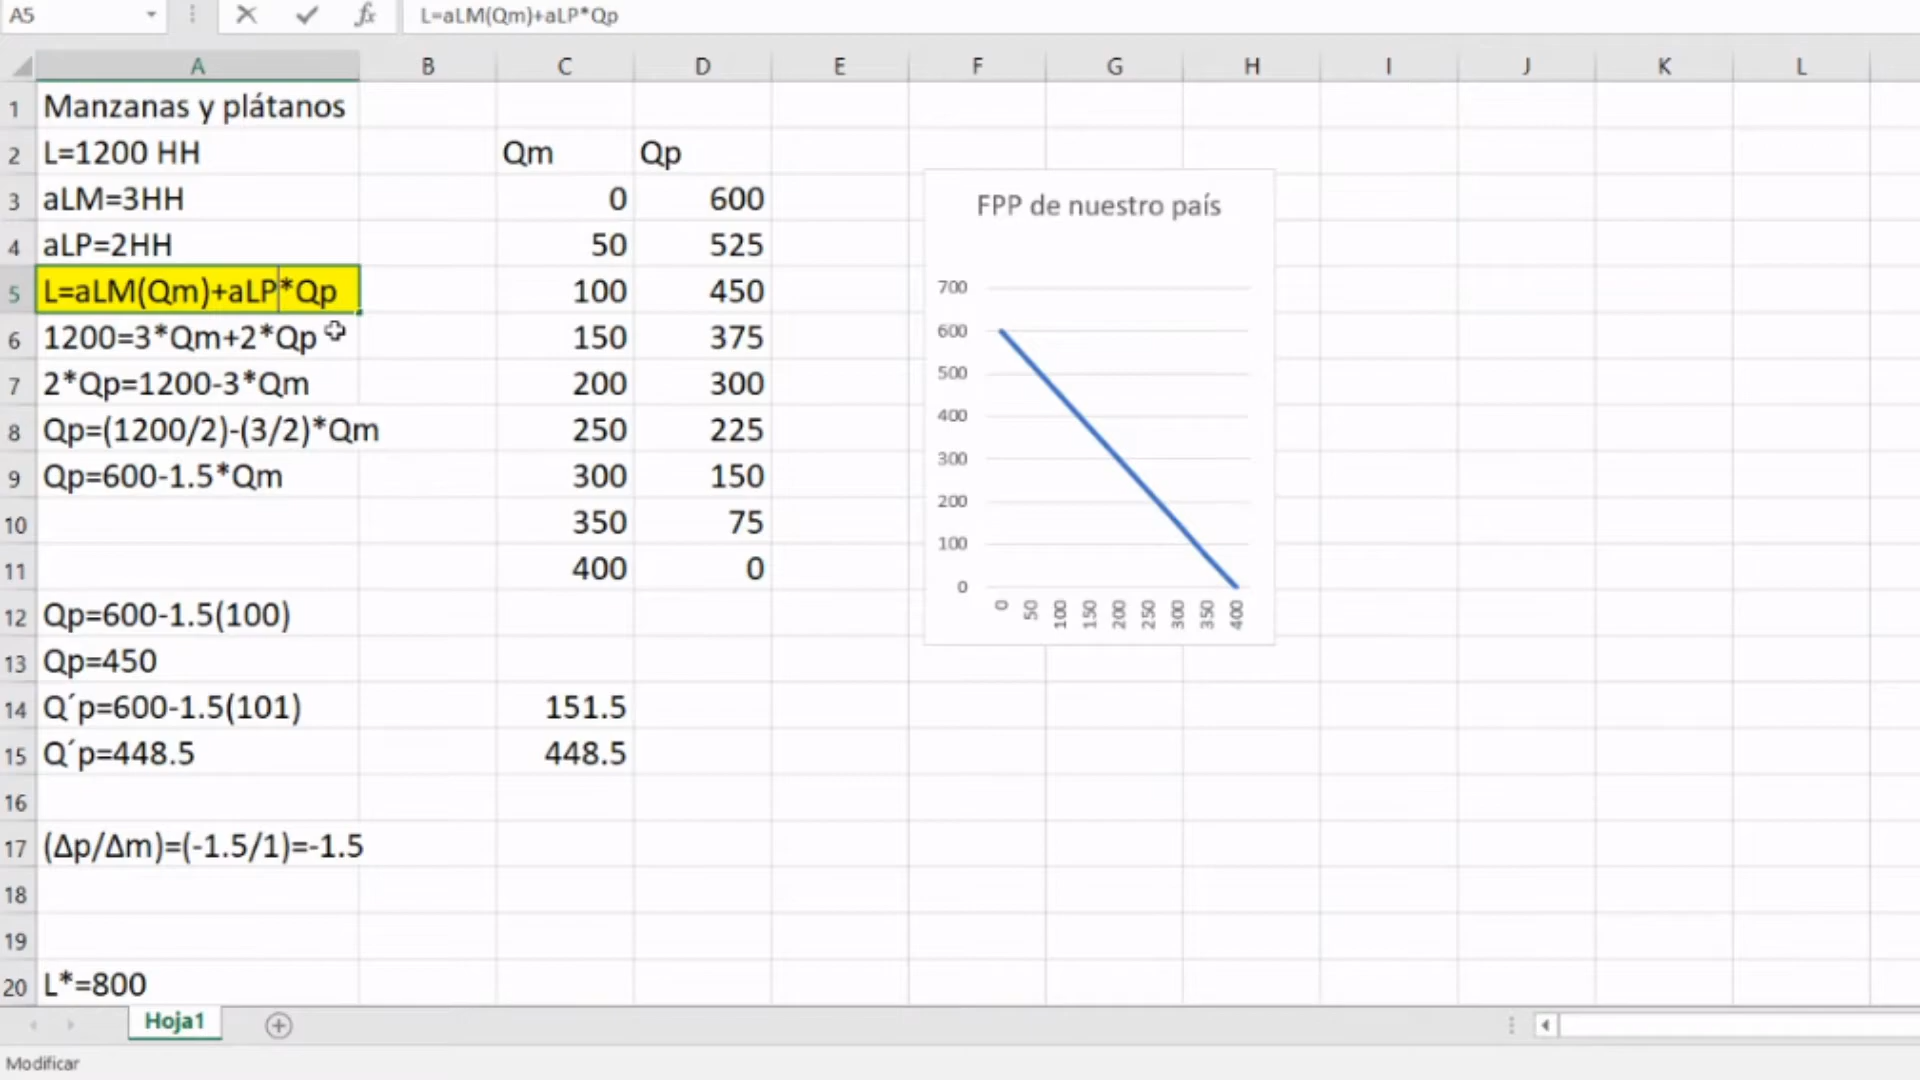 A5 fx L=aLM(Qm)+aLP*Qp
A B C D E F G H I J K L
1 Manzanas y plátanos
2 L=1200 HH Qm Qp
3 aLM=3HH 0 600
4 aLP=2HH 50 525
5 L=aLM(Qm)+aLP*Qp 100 450
6 1200=3*Qm+2*Qp 150 375
7 2*Qp=1200-3*Qm 200 300
8 Qp=(1200/2)-(3/2)*Qm 250 225
9 Qp=600-1.5*Qm 300 150
10 350 75
11 400 0
12 Qp=600-1.5(100)
13 Qp=450
14 Q´p=600-1.5(101) 151.5
15 Q´p=448.5 448.5
16
17 (Δp/Δm)=(-1.5/1)=-1.5
18
19
20 L*=800
FPP de nuestro país
700
600
500
400
300
200
100
0
0 50 100 150 200 250 300 350 400
Hoja1
Modificar